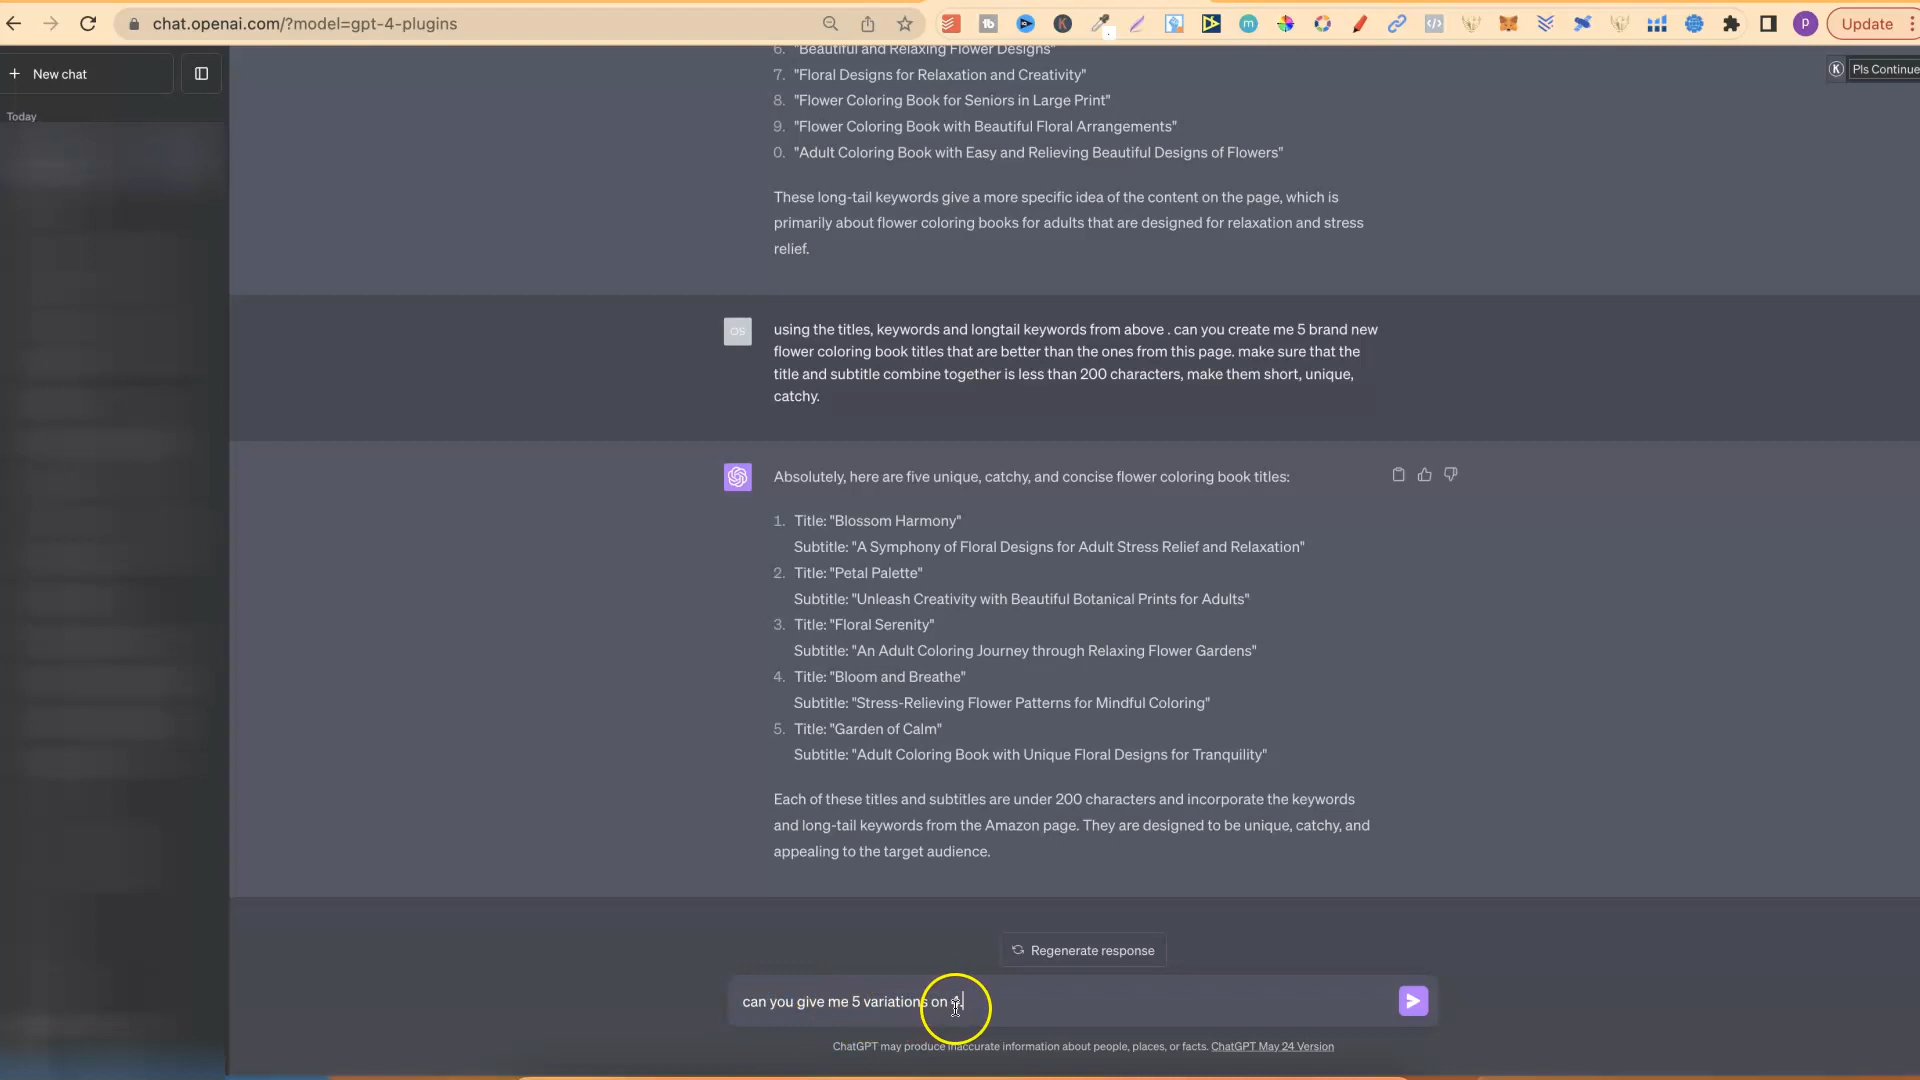 chat.openai.com/?model=gpt-4-plugins
Update
New chat
Today
6. "Beautiful and Relaxing Flower Designs"
7. "Floral Designs for Relaxation and Creativity"
8. "Flower Coloring Book for Seniors in Large Print"
9. "Flower Coloring Book with Beautiful Floral Arrangements"
0. "Adult Coloring Book with Easy and Relieving Beautiful Designs of Flowers"
K Pls Continue
These long-tail keywords give a more specific idea of the content on the page, which is
primarily about flower coloring books for adults that are designed for relaxation and stress
relief.
OS
using the titles, keywords and longtail keywords from above . can you create me 5 brand new
flower coloring book titles that are better than the ones from this page. make sure that the
title and subtitle combine together is less than 200 characters, make them short, unique,
catchy.
Absolutely, here are five unique, catchy, and concise flower coloring book titles:
1. Title: "Blossom Harmony"
Subtitle: "A Symphony of Floral Designs for Adult Stress Relief and Relaxation"
2. Title: "Petal Palette"
Subtitle: "Unleash Creativity with Beautiful Botanical Prints for Adults"
3. Title: "Floral Serenity"
Subtitle: "An Adult Coloring Journey through Relaxing Flower Gardens"
4. Title: "Bloom and Breathe"
Subtitle: "Stress-Relieving Flower Patterns for Mindful Coloring"
5. Title: "Garden of Calm"
Subtitle: "Adult Coloring Book with Unique Floral Designs for Tranquility"
Each of these titles and subtitles are under 200 characters and incorporate the keywords
and long-tail keywords from the Amazon page. They are designed to be unique, catchy, and
appealing to the target audience.
Regenerate response
can you give me 5 variations on
ChatGPT may produce inaccurate information about people, places, or facts. ChatGPT May 24 Version